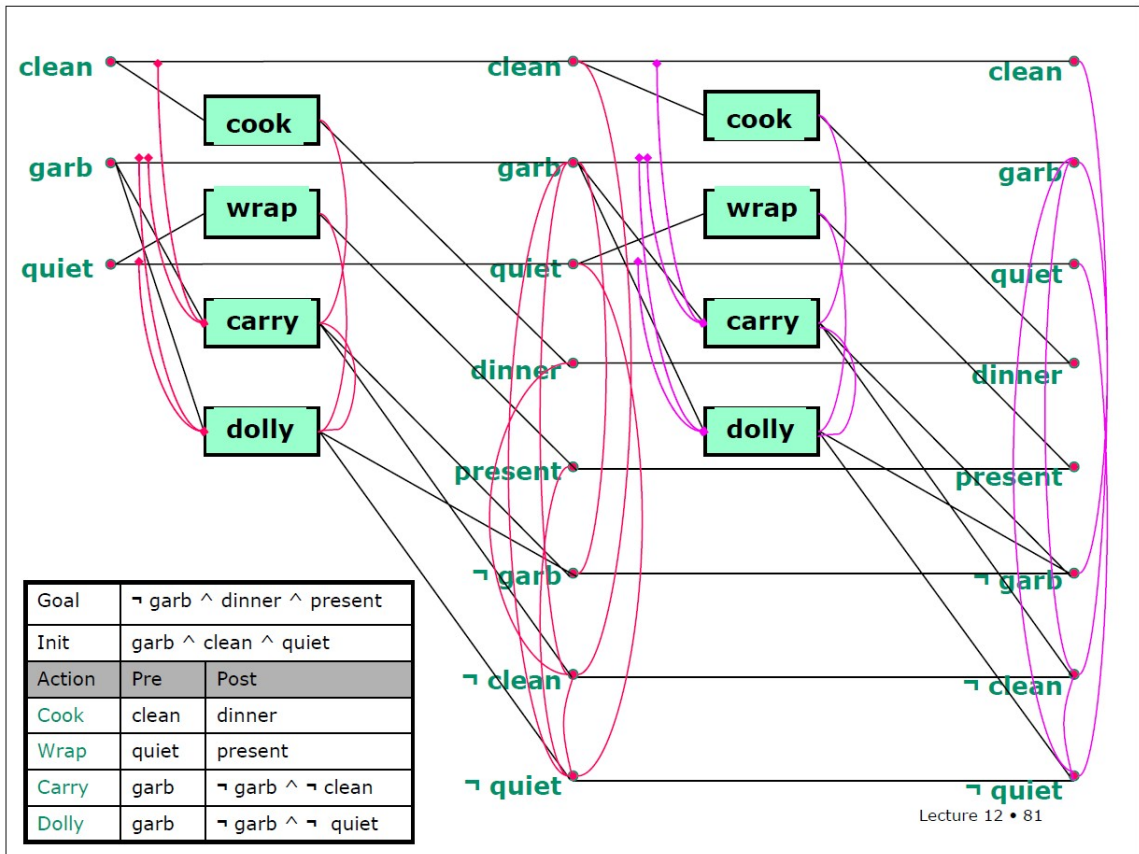 clean clean clean
cook cook
garb garb garb
wrap wrap
quiet quiet quiet
carry carry
dinner dinner
dolly dolly
present present
¬ garb ¬ garb
Goal ¬ garb ^ dinner ^ present
Init garb ^ clean ^ quiet
Action Pre Post
¬ clean ¬ clean
Cook clean dinner
Wrap quiet present
Carry garb ¬ garb ^ ¬ clean
Dolly garb ¬ garb ^ ¬ quiet
¬ quiet ¬ quiet
Lecture 12 • 81